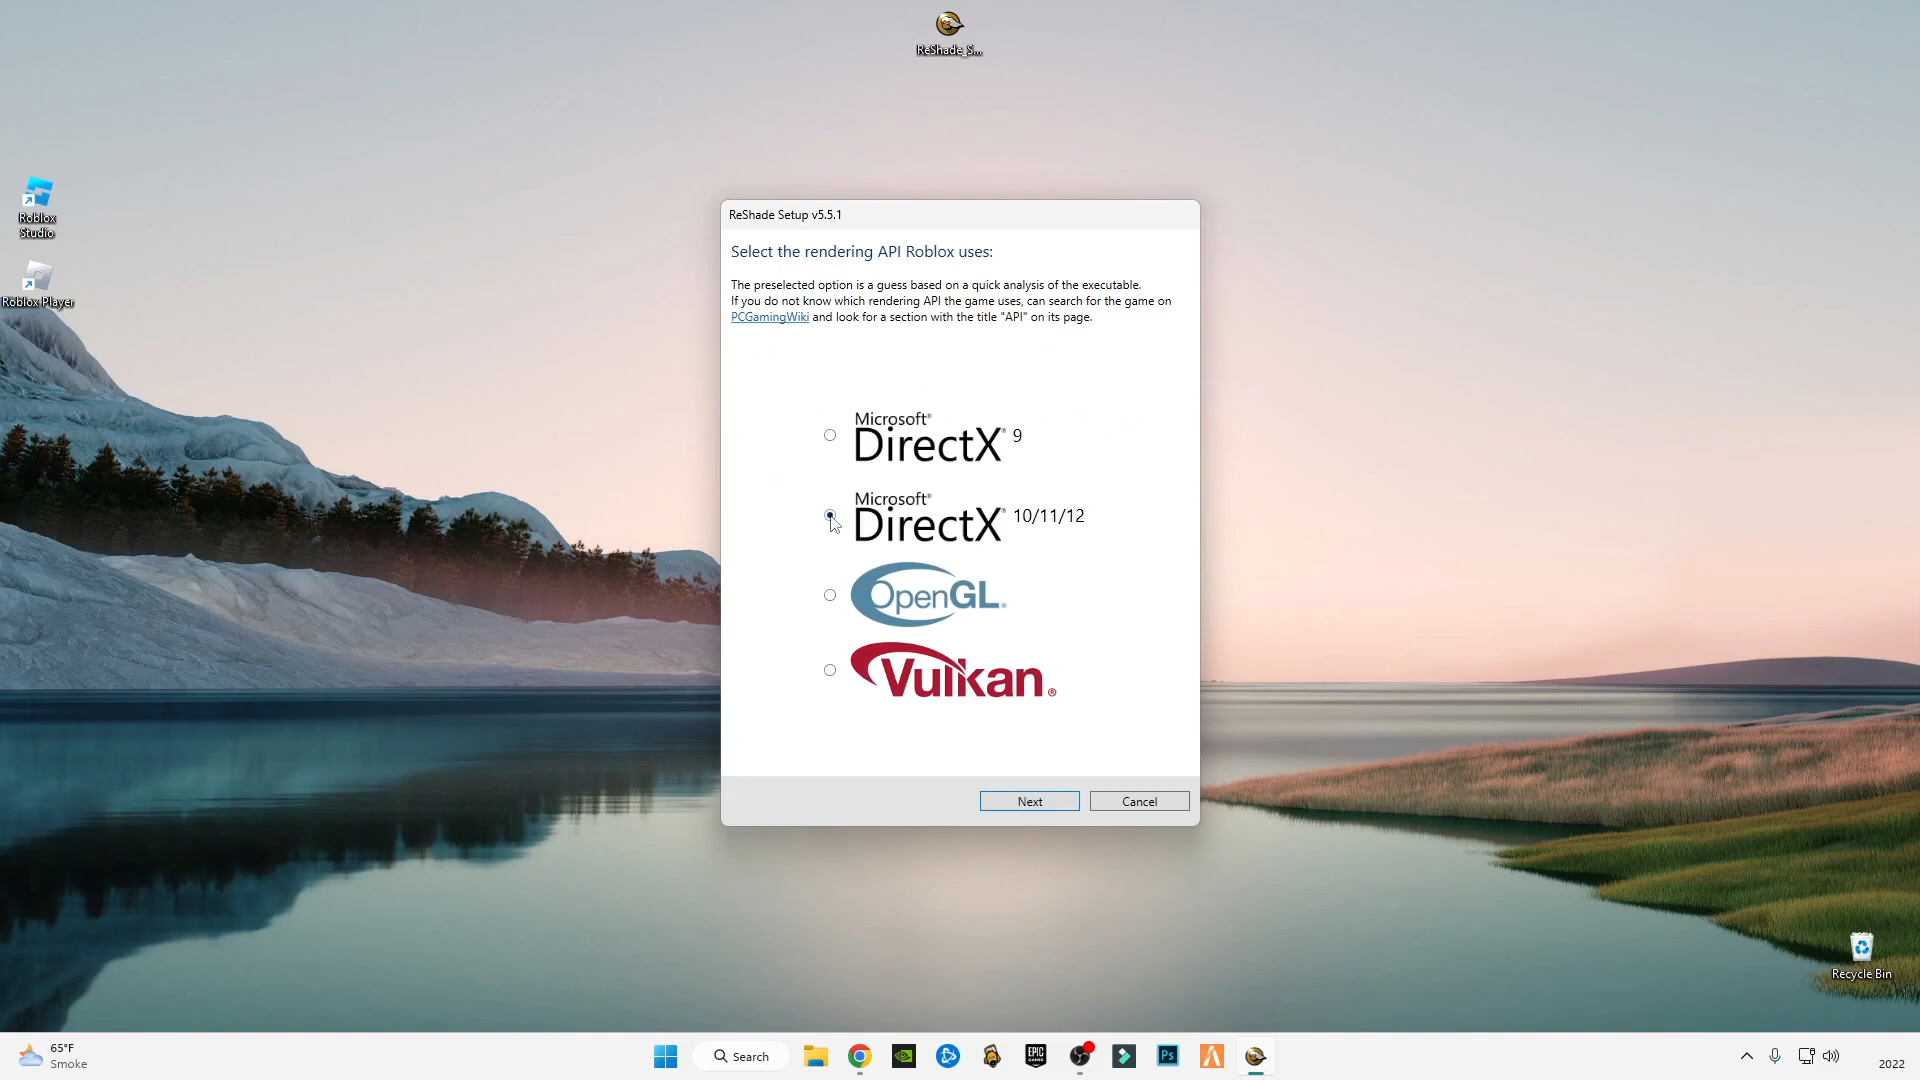 ReShade_S...
Roblox
Studio
Roblox Player
ReShade Setup v5.5.1
Select the rendering API Roblox uses:
The preselected option is a guess based on a quick analysis of the executable.
If you do not know which rendering API the game uses, can search for the game on
PCGamingWiki and look for a section with the title "API" on its page.
Microsoft®
DirectX® 9
Microsoft®
DirectX® 10/11/12
OpenGL®
Vulkan®
Next
Cancel
Recycle Bin
65°F
Smoke
Search
EPIC
GAMES
Ps
2022